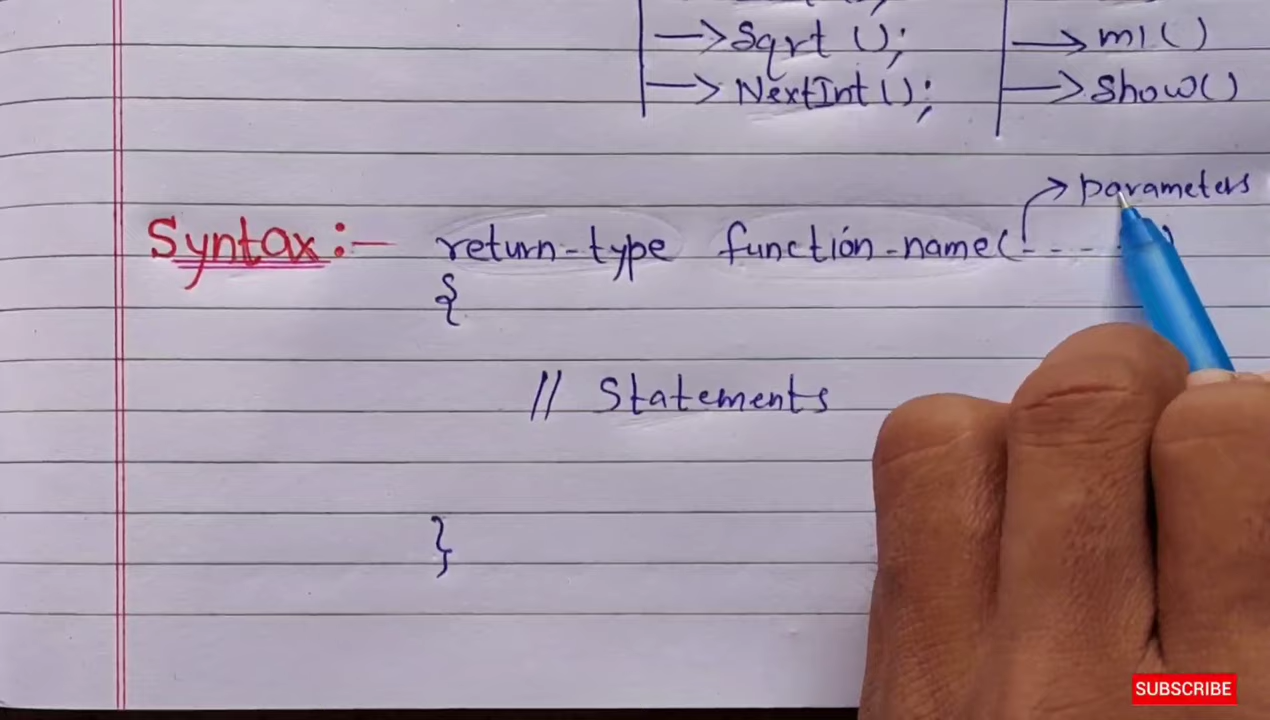 → Sqrt (); → m1()
→ NextInt(); → Show()
→ parameters
Syntax:- return-type function-name(- - - - )
{
// Statements
}
SUBSCRIBE